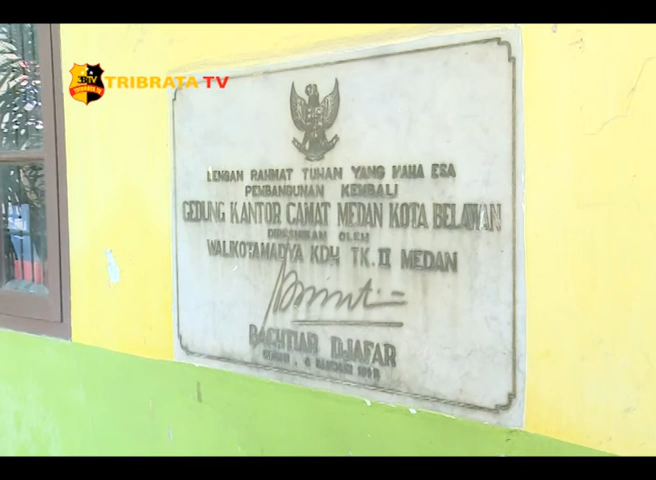 TRIBRATA TV
DENGAN RAHMAT TUHAN YANG MAHA ESA
PEMBANGUNAN KEMBALI
GEDUNG KANTOR CAMAT MEDAN KOTA BELAWAN
DIRESMIKAN OLEH
WALIKOTAMADYA KDH TK.II MEDAN
BACHTIAR DJAFAR